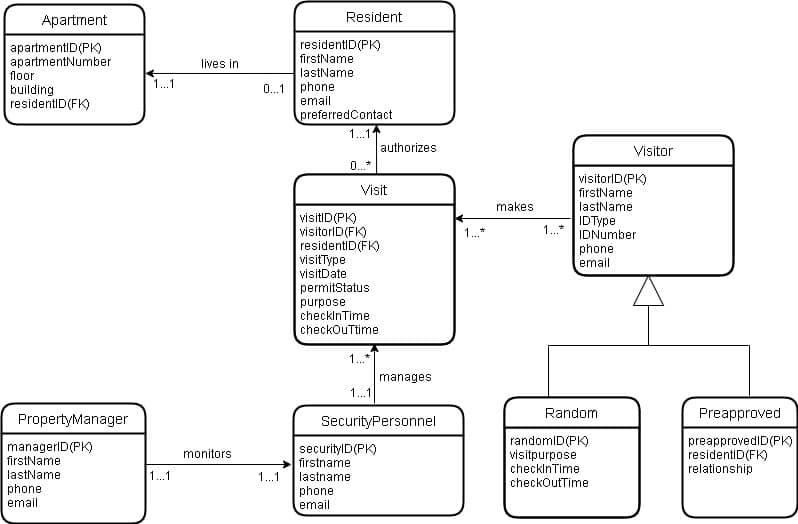 Apartment
apartmentID(PK)
apartmentNumber
floor
building
residentID(FK)
lives in
1...1
0...1
Resident
residentID(PK)
firstName
lastName
phone
email
preferredContact
1...1
authorizes
0...*
Visit
visitID(PK)
visitorID(FK)
residentID(FK)
visitType
visitDate
permitStatus
purpose
checkInTime
checkOuTtime
makes
1...*
1...*
Visitor
visitorID(PK)
firstName
lastName
IDType
IDNumber
phone
email
1...*
manages
1...1
PropertyManager
managerID(PK)
firstName
lastName
phone
email
monitors
1...1
1...1
SecurityPersonnel
securityID(PK)
firstname
lastname
phone
email
Random
randomID(PK)
visitpurpose
checkInTime
checkOutTime
Preapproved
preapprovedID(PK)
residentID(FK)
relationship